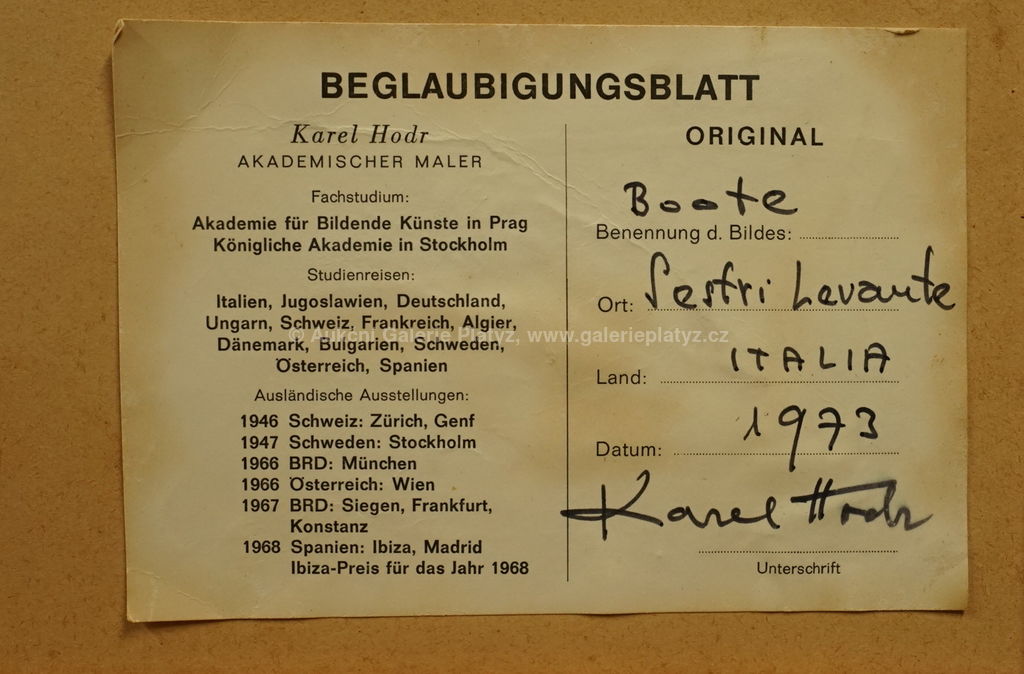 BEGLAUBIGUNGSBLATT
Karel Hodr
AKADEMISCHER MALER
Fachstudium:
Akademie für Bildende Künste in Prag
Königliche Akademie in Stockholm
Studienreisen:
Italien, Jugoslawien, Deutschland,
Ungarn, Schweiz, Frankreich, Algier,
Dänemark, Bulgarien, Schweden,
Österreich, Spanien
Ausländische Ausstellungen:
1946 Schweiz: Zürich, Genf
1947 Schweden: Stockholm
1966 BRD: München
1966 Österreich: Wien
1967 BRD: Siegen, Frankfurt,
Konstanz
1968 Spanien: Ibiza, Madrid
Ibiza-Preis für das Jahr 1968
ORIGINAL
Boote
Benennung d. Bildes:
Ort: Sestri Levante
Land: ITALIA
Datum: 1973
Karel Hodr
Unterschrift
© Aukční Galerie Platýz, www.galerieplatyz.cz